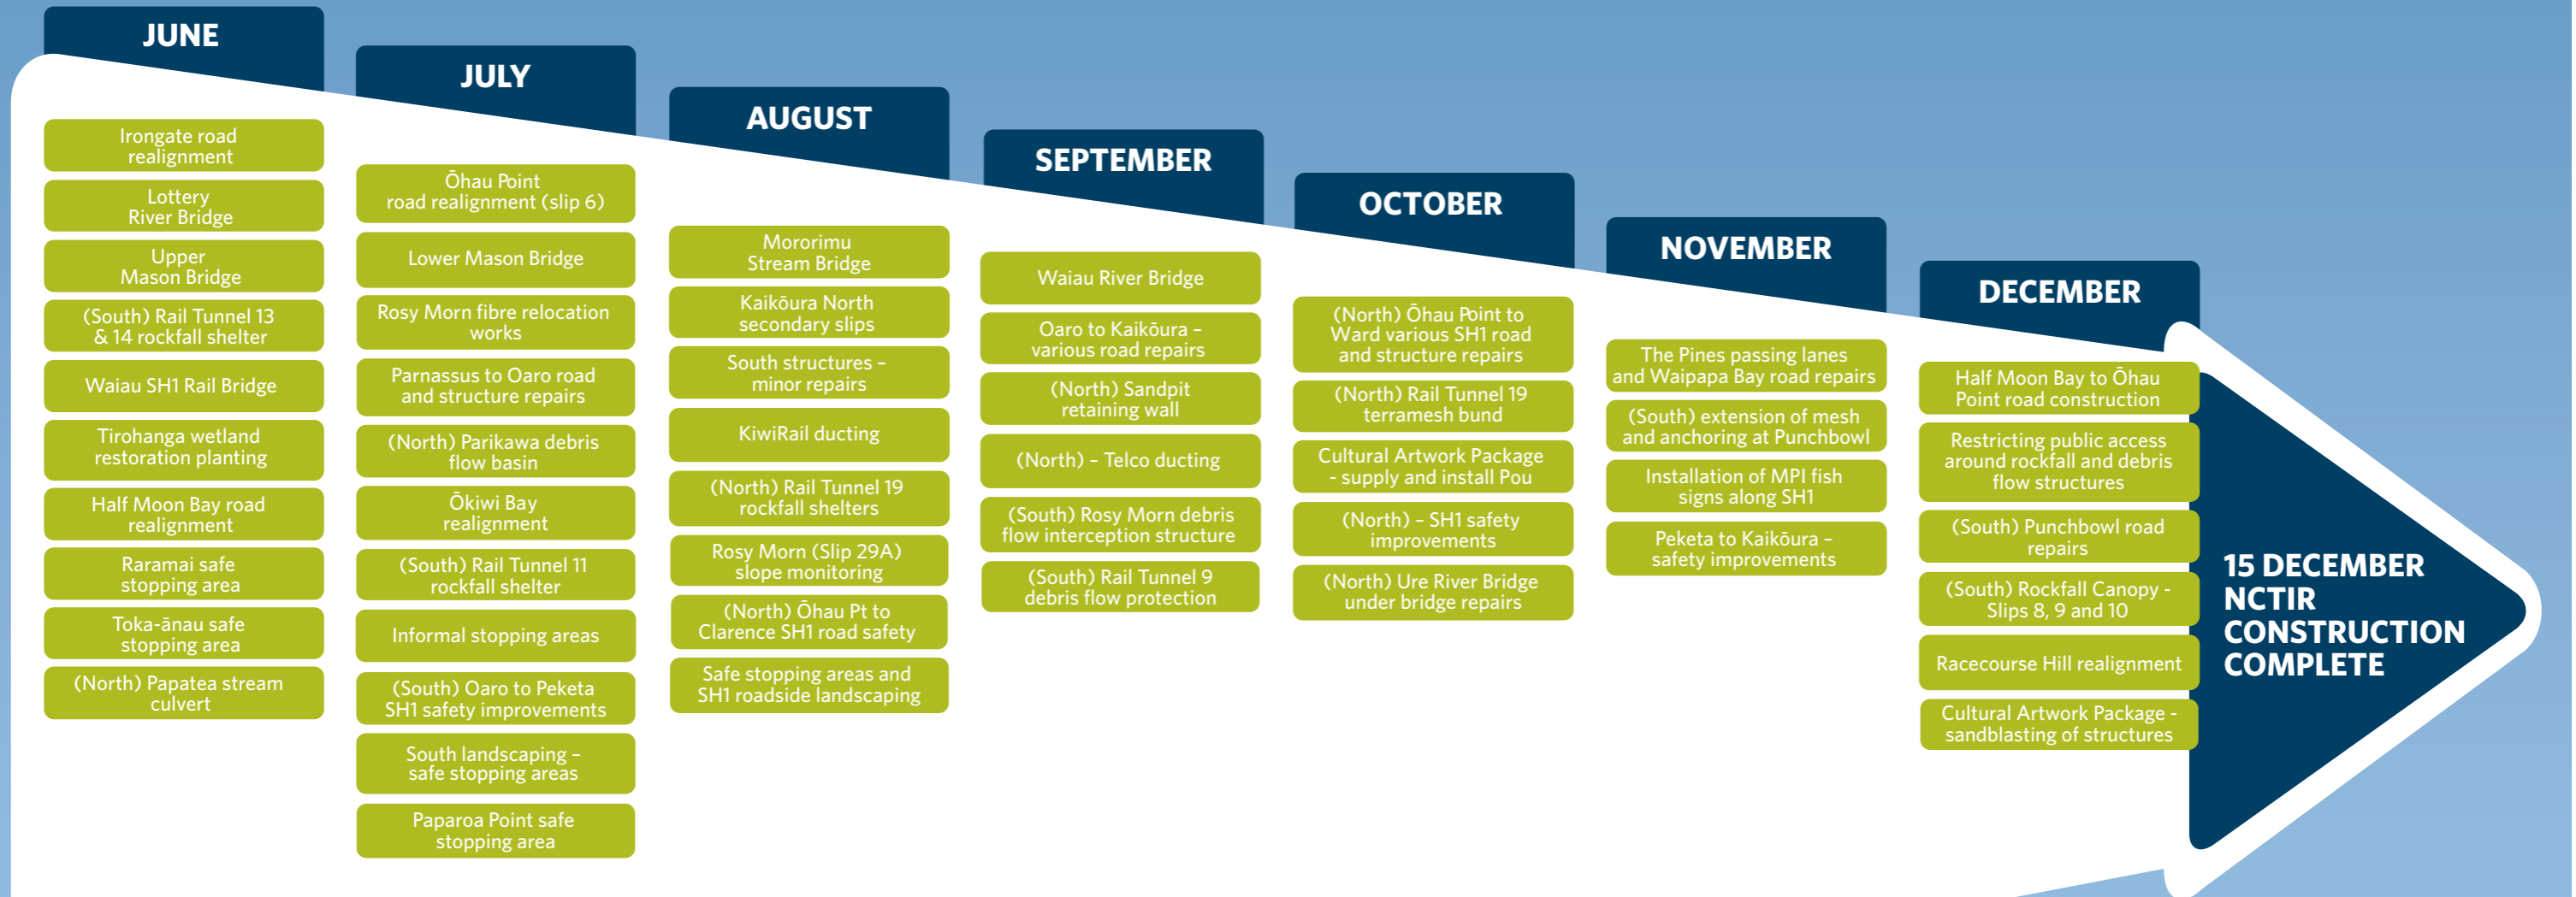 JUNE
Irongate road
realignment
Lottery
River Bridge
Upper
Mason Bridge
(South) Rail Tunnel 13
& 14 rockfall shelter
Waiau SH1 Rail Bridge
Tirohanga wetland
restoration planting
Half Moon Bay road
realignment
Raramai safe
stopping area
Toka-ānau safe
stopping area
(North) Papatea stream
culvert
JULY
Ōhau Point
road realignment (slip 6)
Lower Mason Bridge
Rosy Morn fibre relocation
works
Parnassus to Oaro road
and structure repairs
(North) Parikawa debris
flow basin
Ōkiwi Bay
realignment
(South) Rail Tunnel 11
rockfall shelter
Informal stopping areas
(South) Oaro to Peketa
SH1 safety improvements
South landscaping –
safe stopping areas
Paparoa Point safe
stopping area
AUGUST
Mororimu
Stream Bridge
Kaikōura North
secondary slips
South structures –
minor repairs
KiwiRail ducting
(North) Rail Tunnel 19
rockfall shelters
Rosy Morn (Slip 29A)
slope monitoring
(North) Ōhau Pt to
Clarence SH1 road safety
Safe stopping areas and
SH1 roadside landscaping
SEPTEMBER
Waiau River Bridge
Oaro to Kaikōura –
various road repairs
(North) Sandpit
retaining wall
(North) – Telco ducting
(South) Rosy Morn debris
flow interception structure
(South) Rail Tunnel 9
debris flow protection
OCTOBER
(North) Ōhau Point to
Ward various SH1 road
and structure repairs
(North) Rail Tunnel 19
terramesh bund
Cultural Artwork Package
- supply and install Pou
(North) – SH1 safety
improvements
(North) Ure River Bridge
under bridge repairs
NOVEMBER
The Pines passing lanes
and Waipapa Bay road repairs
(South) extension of mesh
and anchoring at Punchbowl
Installation of MPI fish
signs along SH1
Peketa to Kaikōura –
safety improvements
DECEMBER
Half Moon Bay to Ōhau
Point road construction
Restricting public access
around rockfall and debris
flow structures
(South) Punchbowl road
repairs
(South) Rockfall Canopy -
Slips 8, 9 and 10
Racecourse Hill realignment
Cultural Artwork Package -
sandblasting of structures
15 DECEMBER
NCTIR
CONSTRUCTION
COMPLETE